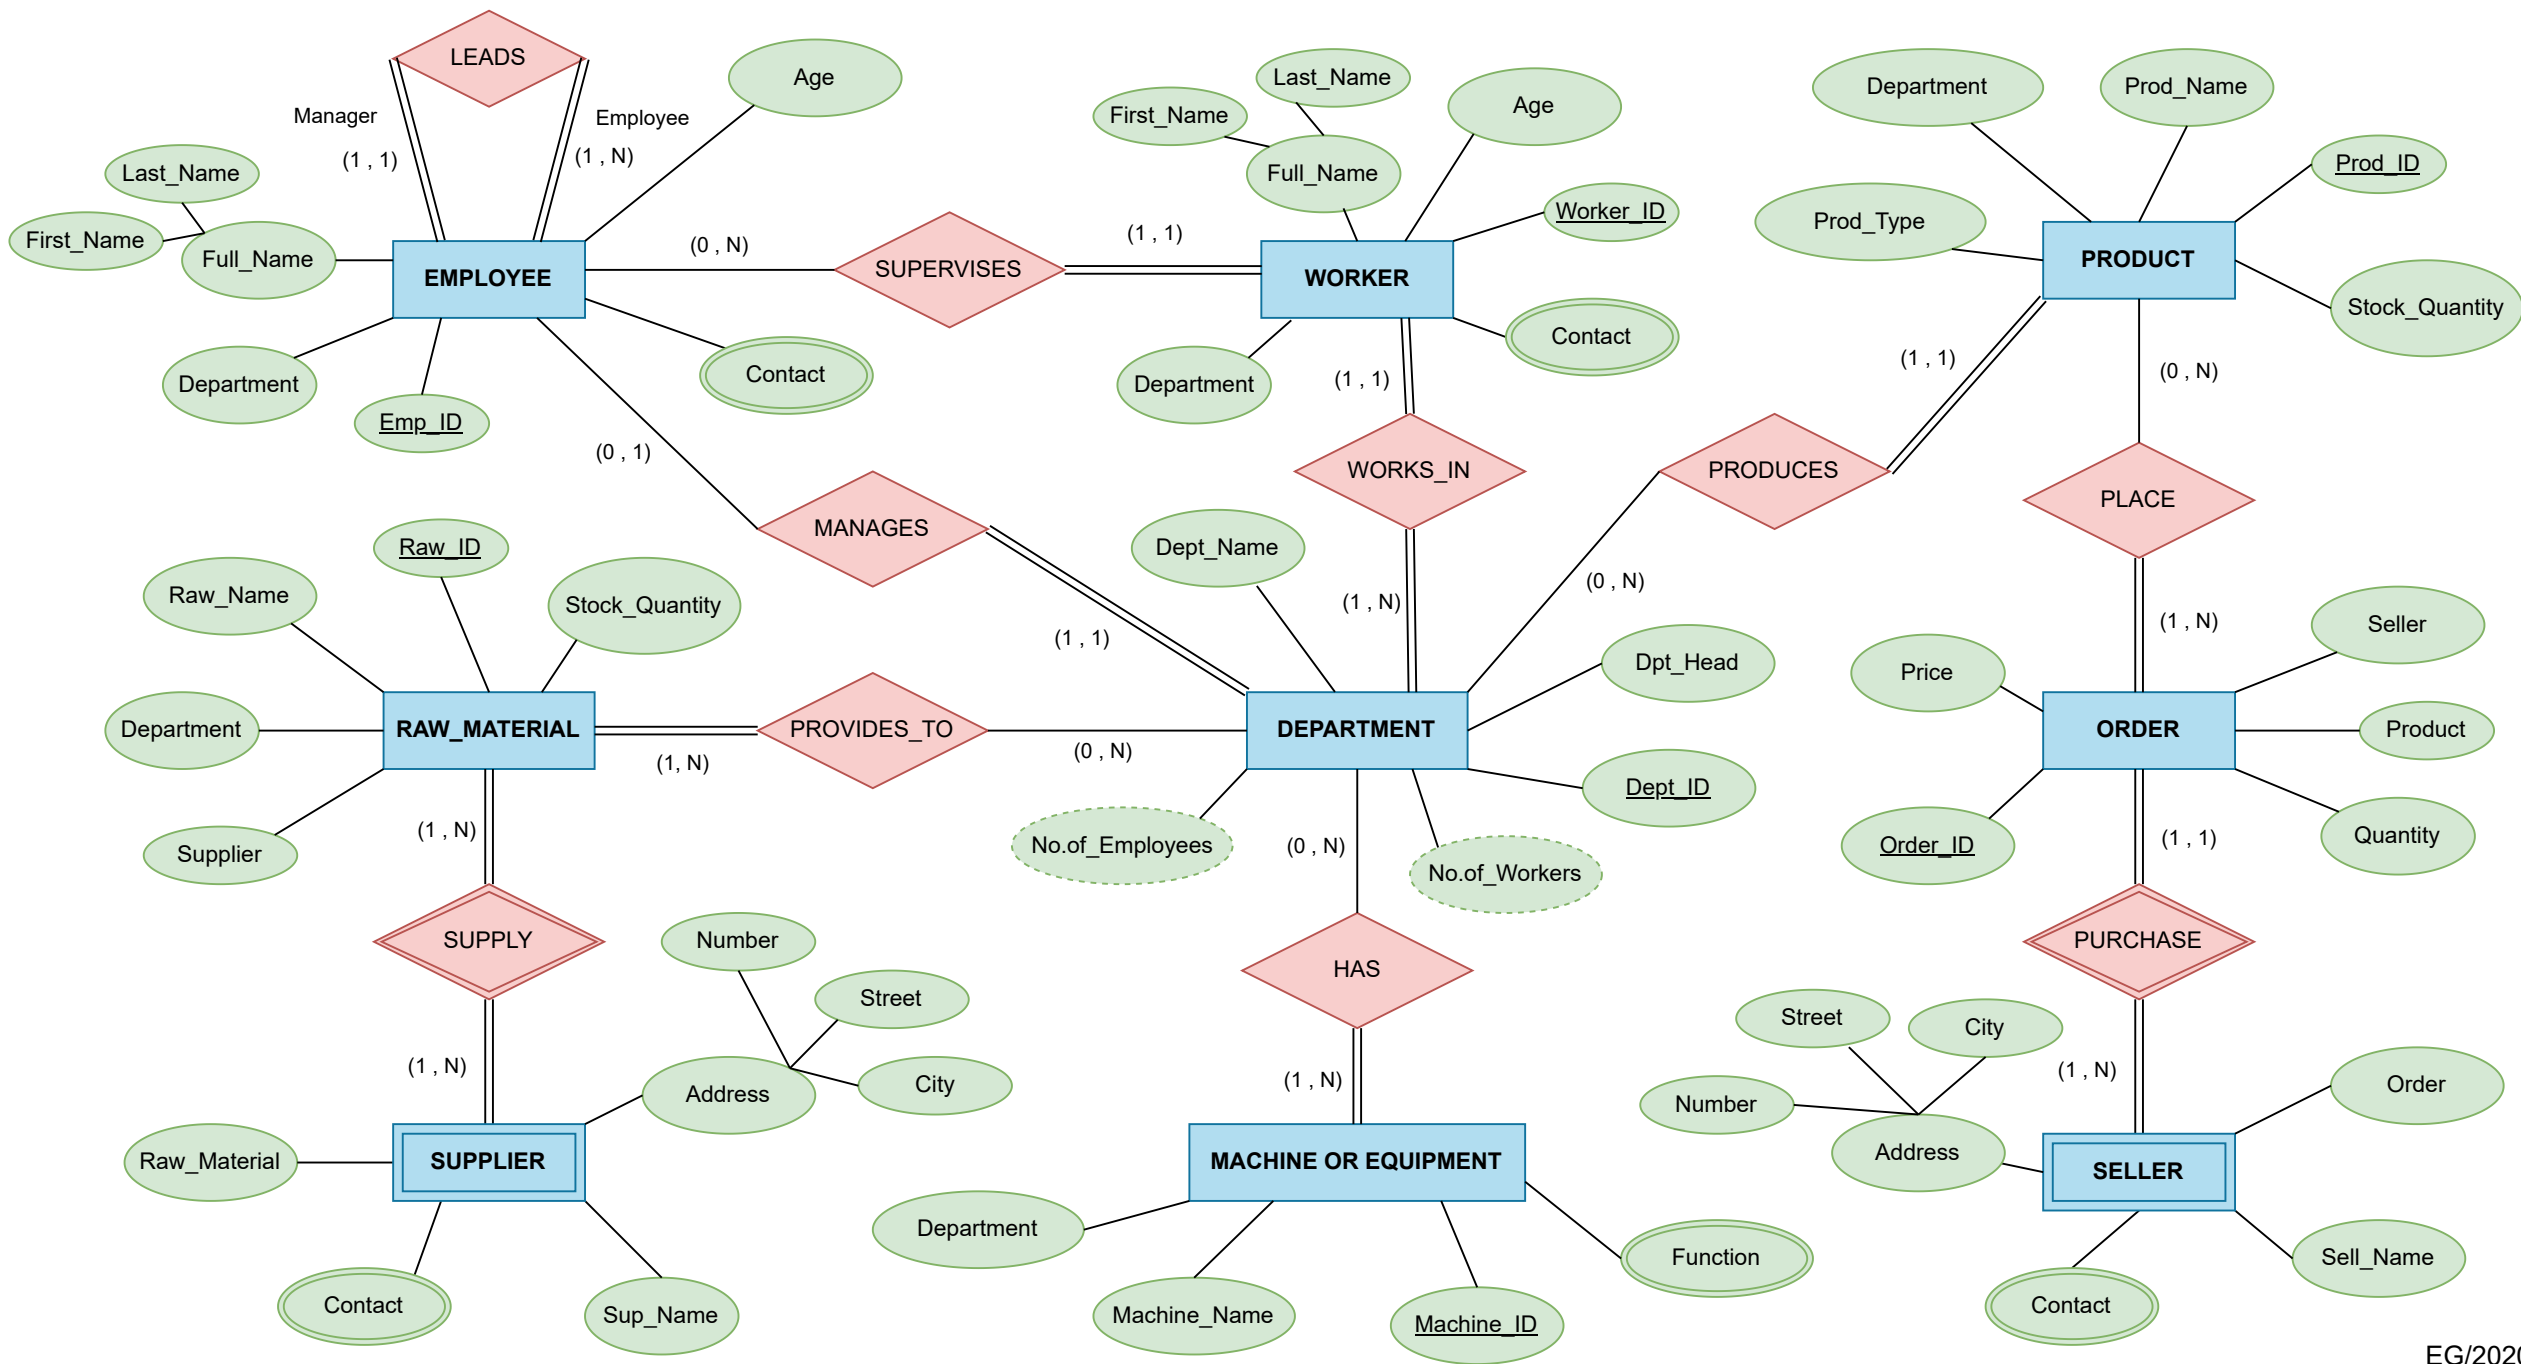 LEADS
Age
Manager
Employee
(1 , 1)
(1 , N)
Last_Name
First_Name
Full_Name
EMPLOYEE
Department
Emp_ID
Contact
(0 , N)
SUPERVISES
(1 , 1)
Last_Name
First_Name
Full_Name
Age
Worker_ID
WORKER
Contact
Department
(1 , 1)
Department
Prod_Name
Prod_ID
Prod_Type
PRODUCT
Stock_Quantity
(1 , 1)
(0 , N)
(0 , 1)
MANAGES
WORKS_IN
PRODUCES
PLACE
(1 , 1)
(1 , N)
(0 , N)
(1 , N)
Raw_ID
Raw_Name
Stock_Quantity
Department
RAW_MATERIAL
Supplier
(1, N)
PROVIDES_TO
(0 , N)
Dept_Name
Dpt_Head
DEPARTMENT
Dept_ID
No.of_Employees
No.of_Workers
(0 , N)
Seller
Price
ORDER
Product
Order_ID
Quantity
(1 , 1)
(1 , N)
SUPPLY
(1 , N)
Number
Street
City
Address
Raw_Material
SUPPLIER
Contact
Sup_Name
HAS
(1 , N)
MACHINE OR EQUIPMENT
Department
Machine_Name
Machine_ID
Function
PURCHASE
(1 , N)
Street
City
Number
Address
Order
SELLER
Sell_Name
Contact
EG/2020